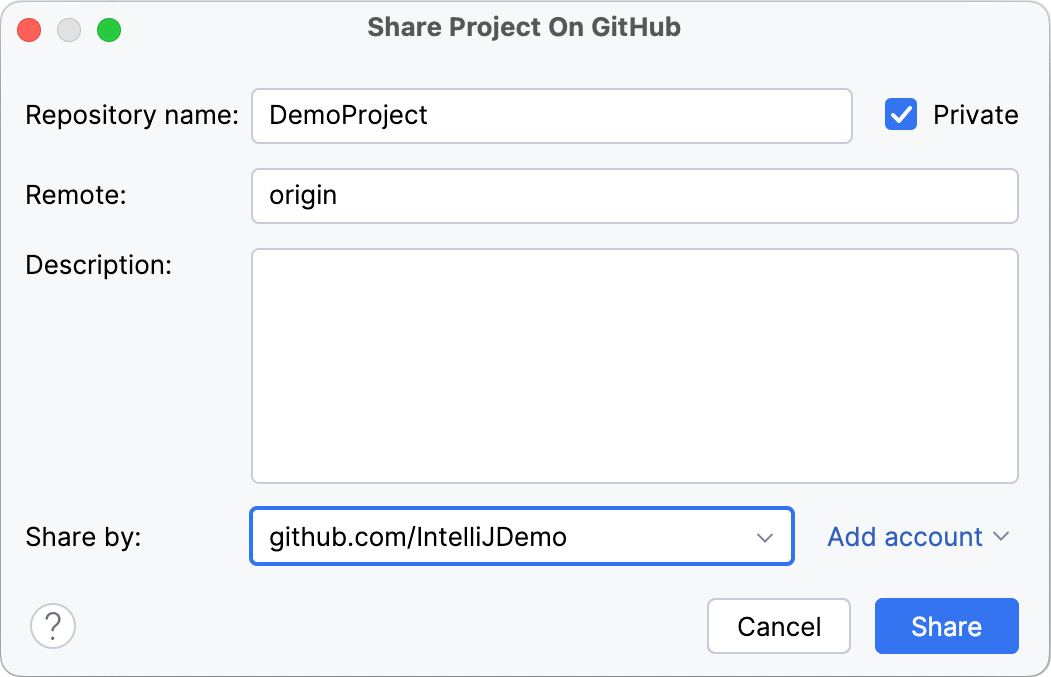 Share Project On GitHub
Repository name: DemoProject Private
Remote: origin
Description:
Share by: github.com/IntelliJDemo Add account
? Cancel Share